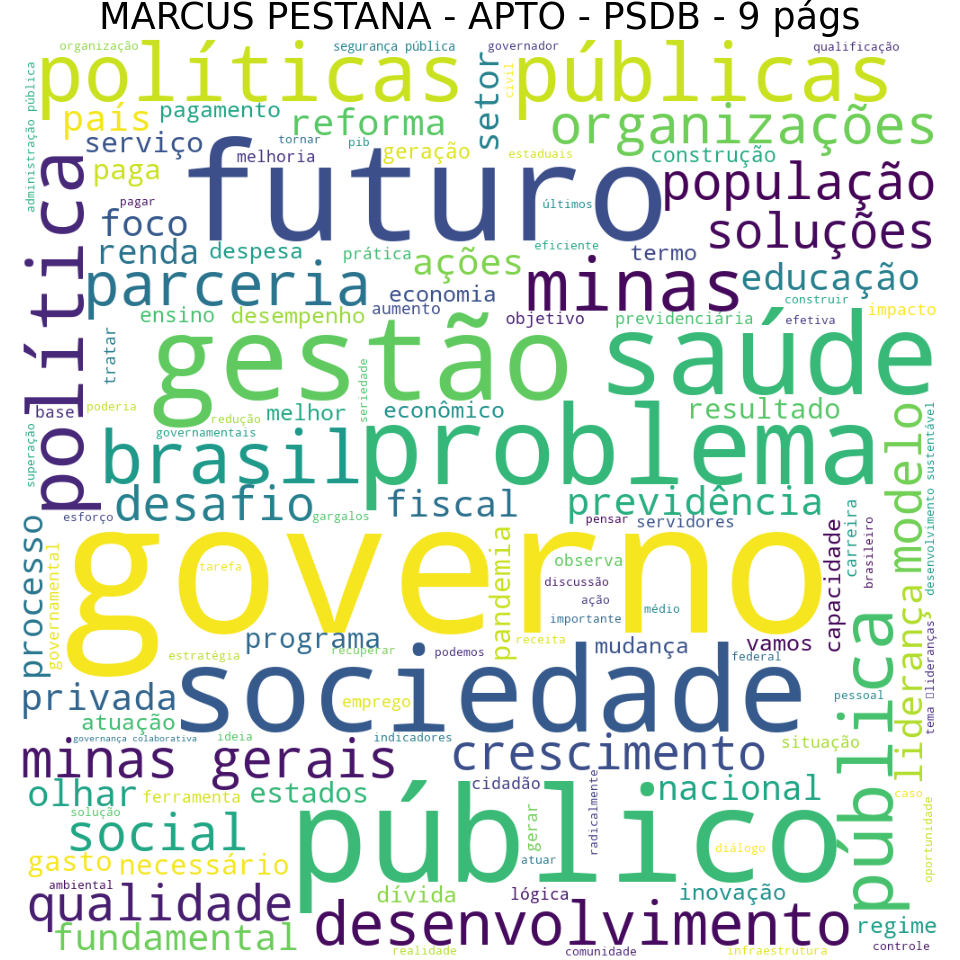 MARCUS PESTANA - APTO - PSDB - 9 págs
organização
segurança pública
governador
qualificação
políticas
públicas
administração pública
país
pagamento
reforma
setor
civil
organizações
serviço
tornar
pib
melhoria
geração
estaduais
construção
paga
futuro
população
política
pagar
foco
últimos
soluções
renda
despesa
prática
ações
eficiente
termo
parceria
economia
minas
educação
aumento
construir
ensino
desempenho
objetivo
previdenciária
efetiva
impacto
tratar
gestão
saúde
seriedade
base
poderia
redução
melhor
econômico
resultado
governamentais
superação
brasil
problema
modelo
desenvolvimento sustentável
desafio
fiscal
previdência
esforço
gargalos
pensar
servidores
carreira
brasileiro
processo
governamental
governo
tarefa
pandemia
observa
discussão
ação
médio
importante
capacidade
programa
receita
mudança
vamos
estratégia
recuperar
podemos
federal
pública
liderança
tema lideranças
privada
sociedade
emprego
pessoal
atuação
governança colaborativa
ideia
indicadores
situação
minas gerais
crescimento
olhar
ferramenta
estados
cidadão
nacional
caso
solução
social
público
gerar
radicalmente
diálogo
oportunidade
gasto
necessário
atuar
ambiental
qualidade
dívida
lógica
inovação
desenvolvimento
regime
fundamental
realidade
comunidade
infraestrutura
controle